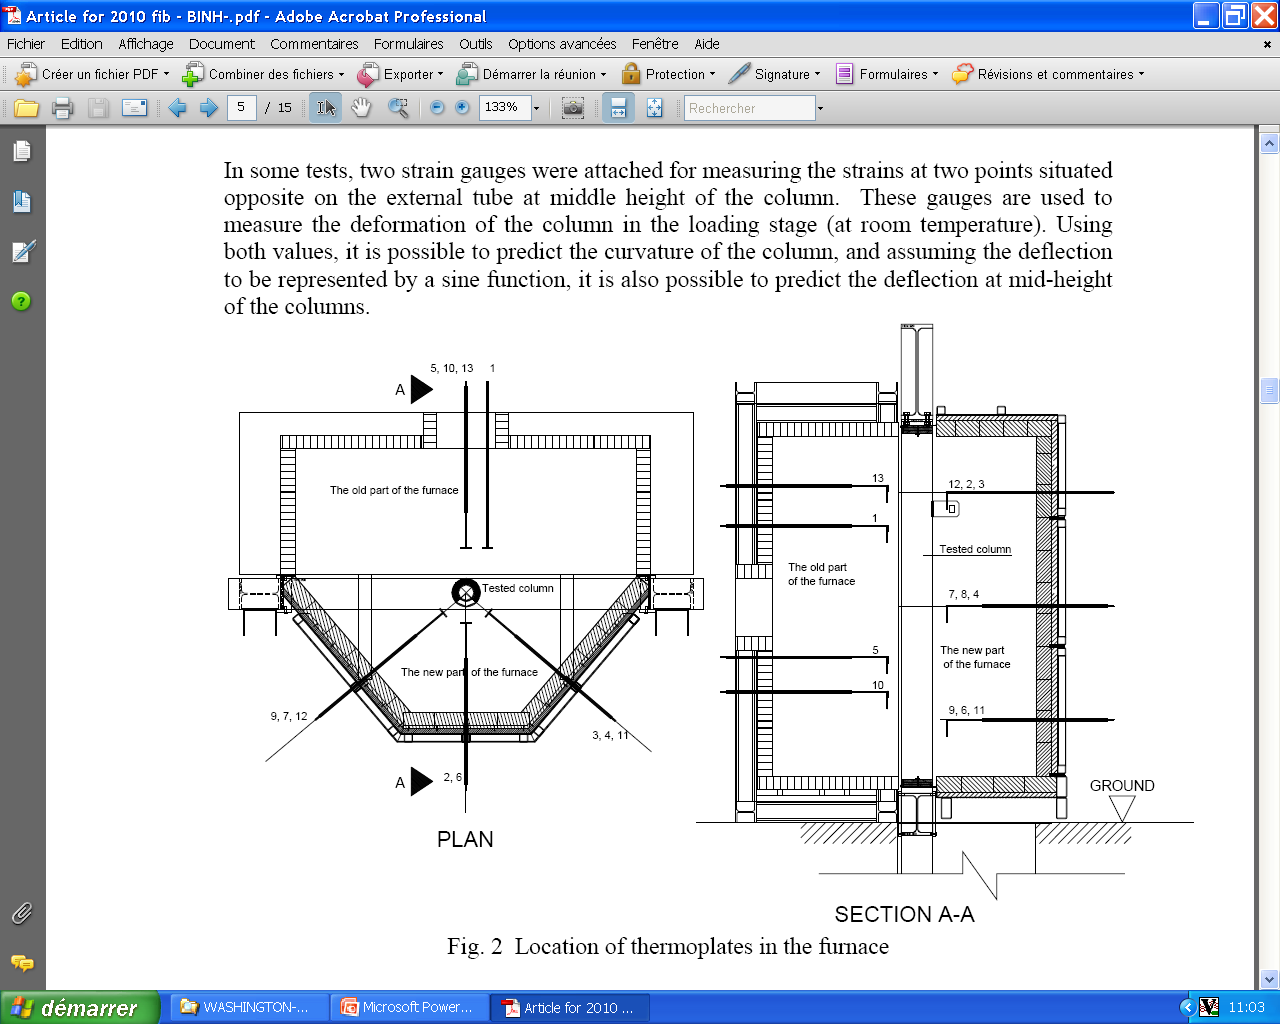 Article for 2010 fib - BINH-.pdf - Adobe Acrobat Professional
Fichier Edition Affichage Document Commentaires Formulaires Outils Options avancées Fenêtre Aide
Créer un fichier PDF Combiner des fichiers Exporter Démarrer la réunion Protection Signature Formulaires Révisions et commentaires
5 / 15 133% Rechercher
In some tests, two strain gauges were attached for measuring the strains at two points situated
opposite on the external tube at middle height of the column. These gauges are used to
measure the deformation of the column in the loading stage (at room temperature). Using
both values, it is possible to predict the curvature of the column, and assuming the deflection
to be represented by a sine function, it is also possible to predict the deflection at mid-height
of the columns.
5, 10, 13 1
A
The old part of the furnace
Tested column
The new part of the furnace
9, 7, 12
3, 4, 11
A
2, 6
PLAN
13
12, 2, 3
1
Tested column
The old part
of the furnace
7, 8, 4
5
The new part
of the furnace
10
9, 6, 11
GROUND
SECTION A-A
Fig. 2 Location of thermoplates in the furnace
démarrer WASHINGTON-... Microsoft Power... Article for 2010 ... 11:03